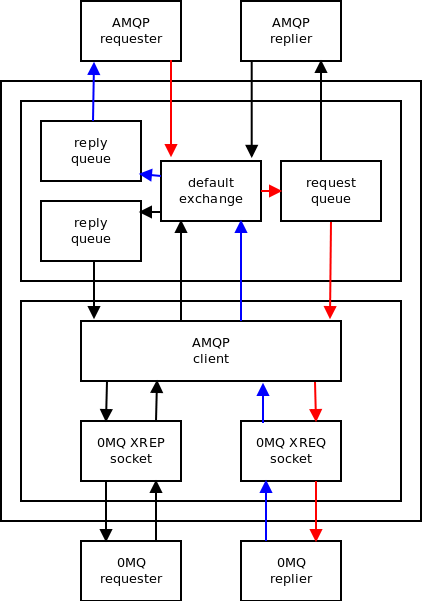 AMQP
requester
AMQP
replier
reply
queue
default
exchange
request
queue
reply
queue
AMQP
client
0MQ XREP
socket
0MQ XREQ
socket
0MQ
requester
0MQ
replier